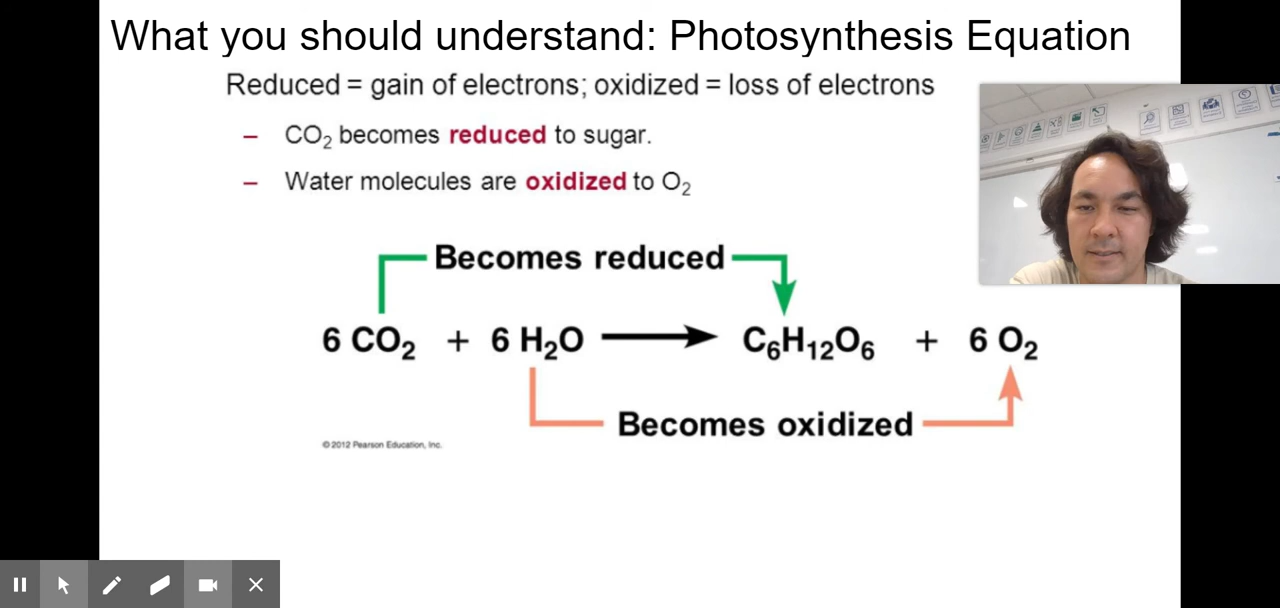 What you should understand: Photosynthesis Equation
Reduced = gain of electrons; oxidized = loss of electrons
– CO₂ becomes reduced to sugar.
– Water molecules are oxidized to O₂
Becomes reduced
6 CO₂ + 6 H₂O → C₆H₁₂O₆ + 6 O₂
Becomes oxidized
© 2012 Pearson Education, Inc.